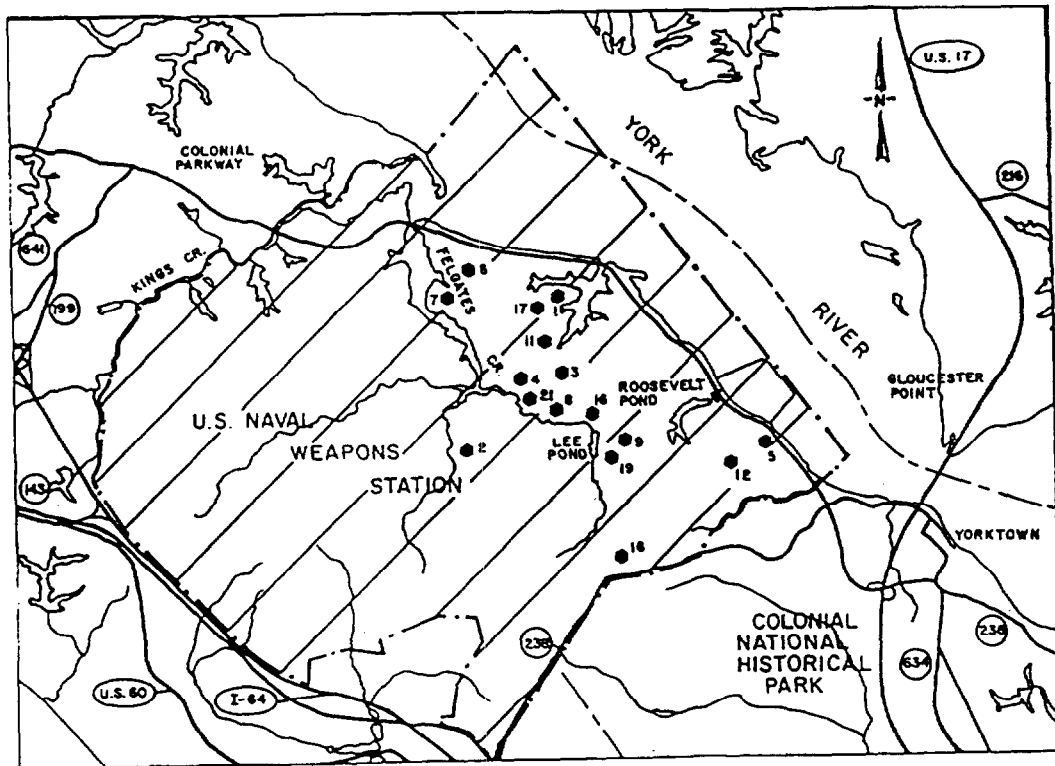 U.S. 17
N
YORK
COLONIAL
PARKWAY
216
641
KINGS CR.
FELGATES
7
17
RIVER
199
11
CR.
4
3
ROOSEVELT
POND
GLOUCESTER
POINT
21
8
16
U.S. NAVAL
WEAPONS
STATION
LEE
POND
9
2
19
5
12
143
YORKTOWN
18
COLONIAL
NATIONAL
HISTORICAL
PARK
238
238
634
U.S. 60
I-64